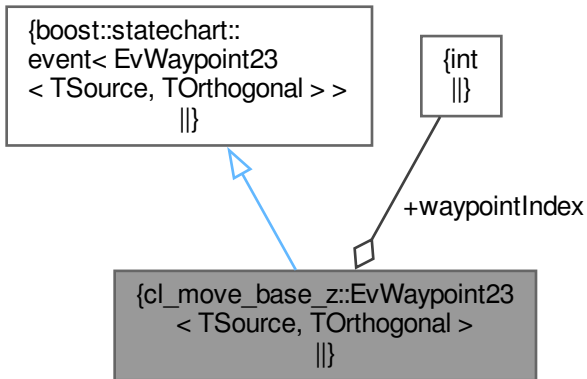 {boost::statechart::
event< EvWaypoint23
< TSource, TOrthogonal > >
||}
{int
||}
+waypointIndex
{cl_move_base_z::EvWaypoint23
< TSource, TOrthogonal >
||}